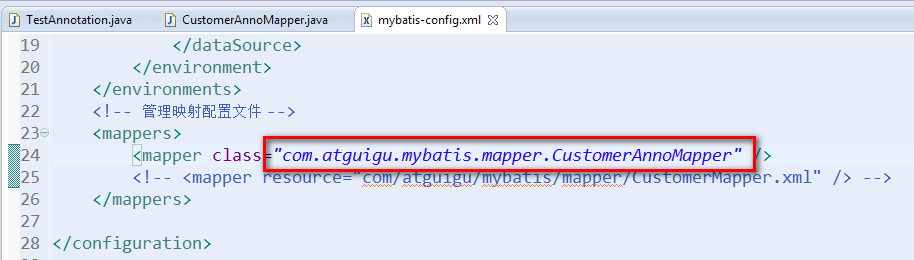 TestAnnotation.java CustomerAnnoMapper.java mybatis-config.xml
19 </dataSource>
20 </environment>
21 </environments>
22 <!-- 管理映射配置文件 -->
23 <mappers>
24 <mapper class="com.atguigu.mybatis.mapper.CustomerAnnoMapper" />
25 <!-- <mapper resource="com/atguigu/mybatis/mapper/CustomerMapper.xml" /> -->
26 </mappers>
27
28 </configuration>